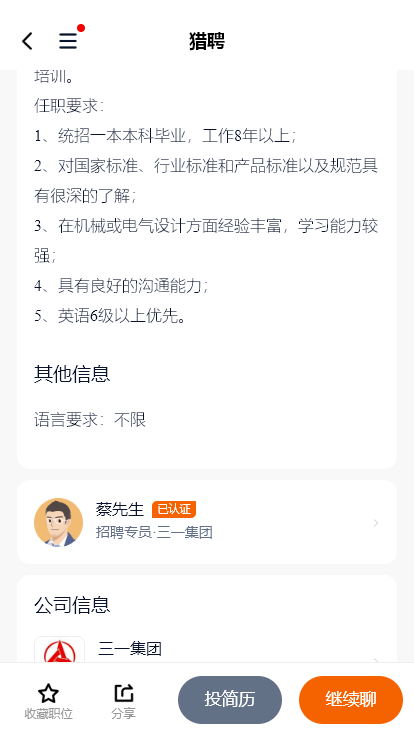 猎聘
培训。
任职要求：
1、统招一本本科毕业，工作8年以上；
2、对国家标准、行业标准和产品标准以及规范具
有很深的了解；
3、在机械或电气设计方面经验丰富，学习能力较
强；
4、具有良好的沟通能力；
5、英语6级以上优先。
其他信息
语言要求：不限
蔡先生 已认证
招聘专员·三一集团
公司信息
三一集团
收藏职位
分享
投简历
继续聊